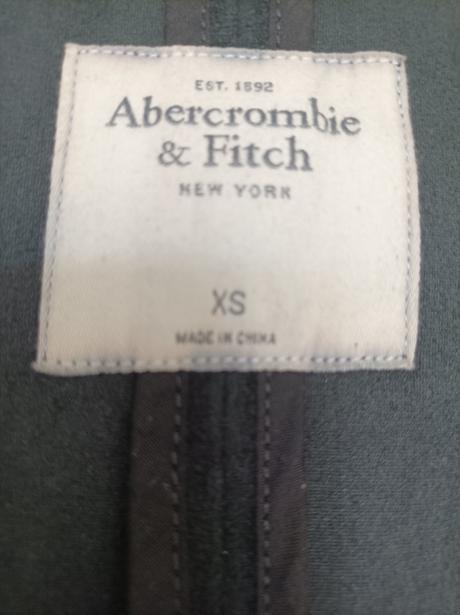 EST. 1892
Abercrombie
& Fitch
NEW YORK
XS
MADE IN CHINA